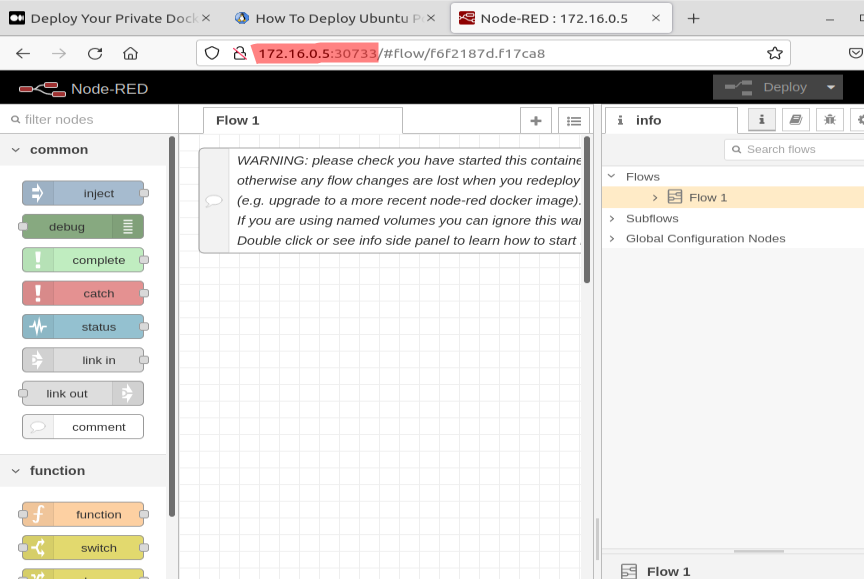 Deploy Your Private Dock
How To Deploy Ubuntu P
Node-RED : 172.16.0.5
172.16.0.5:30733/#flow/f6f2187d.f17ca8
Node-RED
Deploy
filter nodes
Flow 1
info
Search flows
common
inject
debug
complete
catch
status
link in
link out
comment
function
function
switch
WARNING: please check you have started this containe
otherwise any flow changes are lost when you redeploy
(e.g. upgrade to a more recent node-red docker image).
If you are using named volumes you can ignore this wa
Double click or see info side panel to learn how to start
Flows
Flow 1
Subflows
Global Configuration Nodes
Flow 1